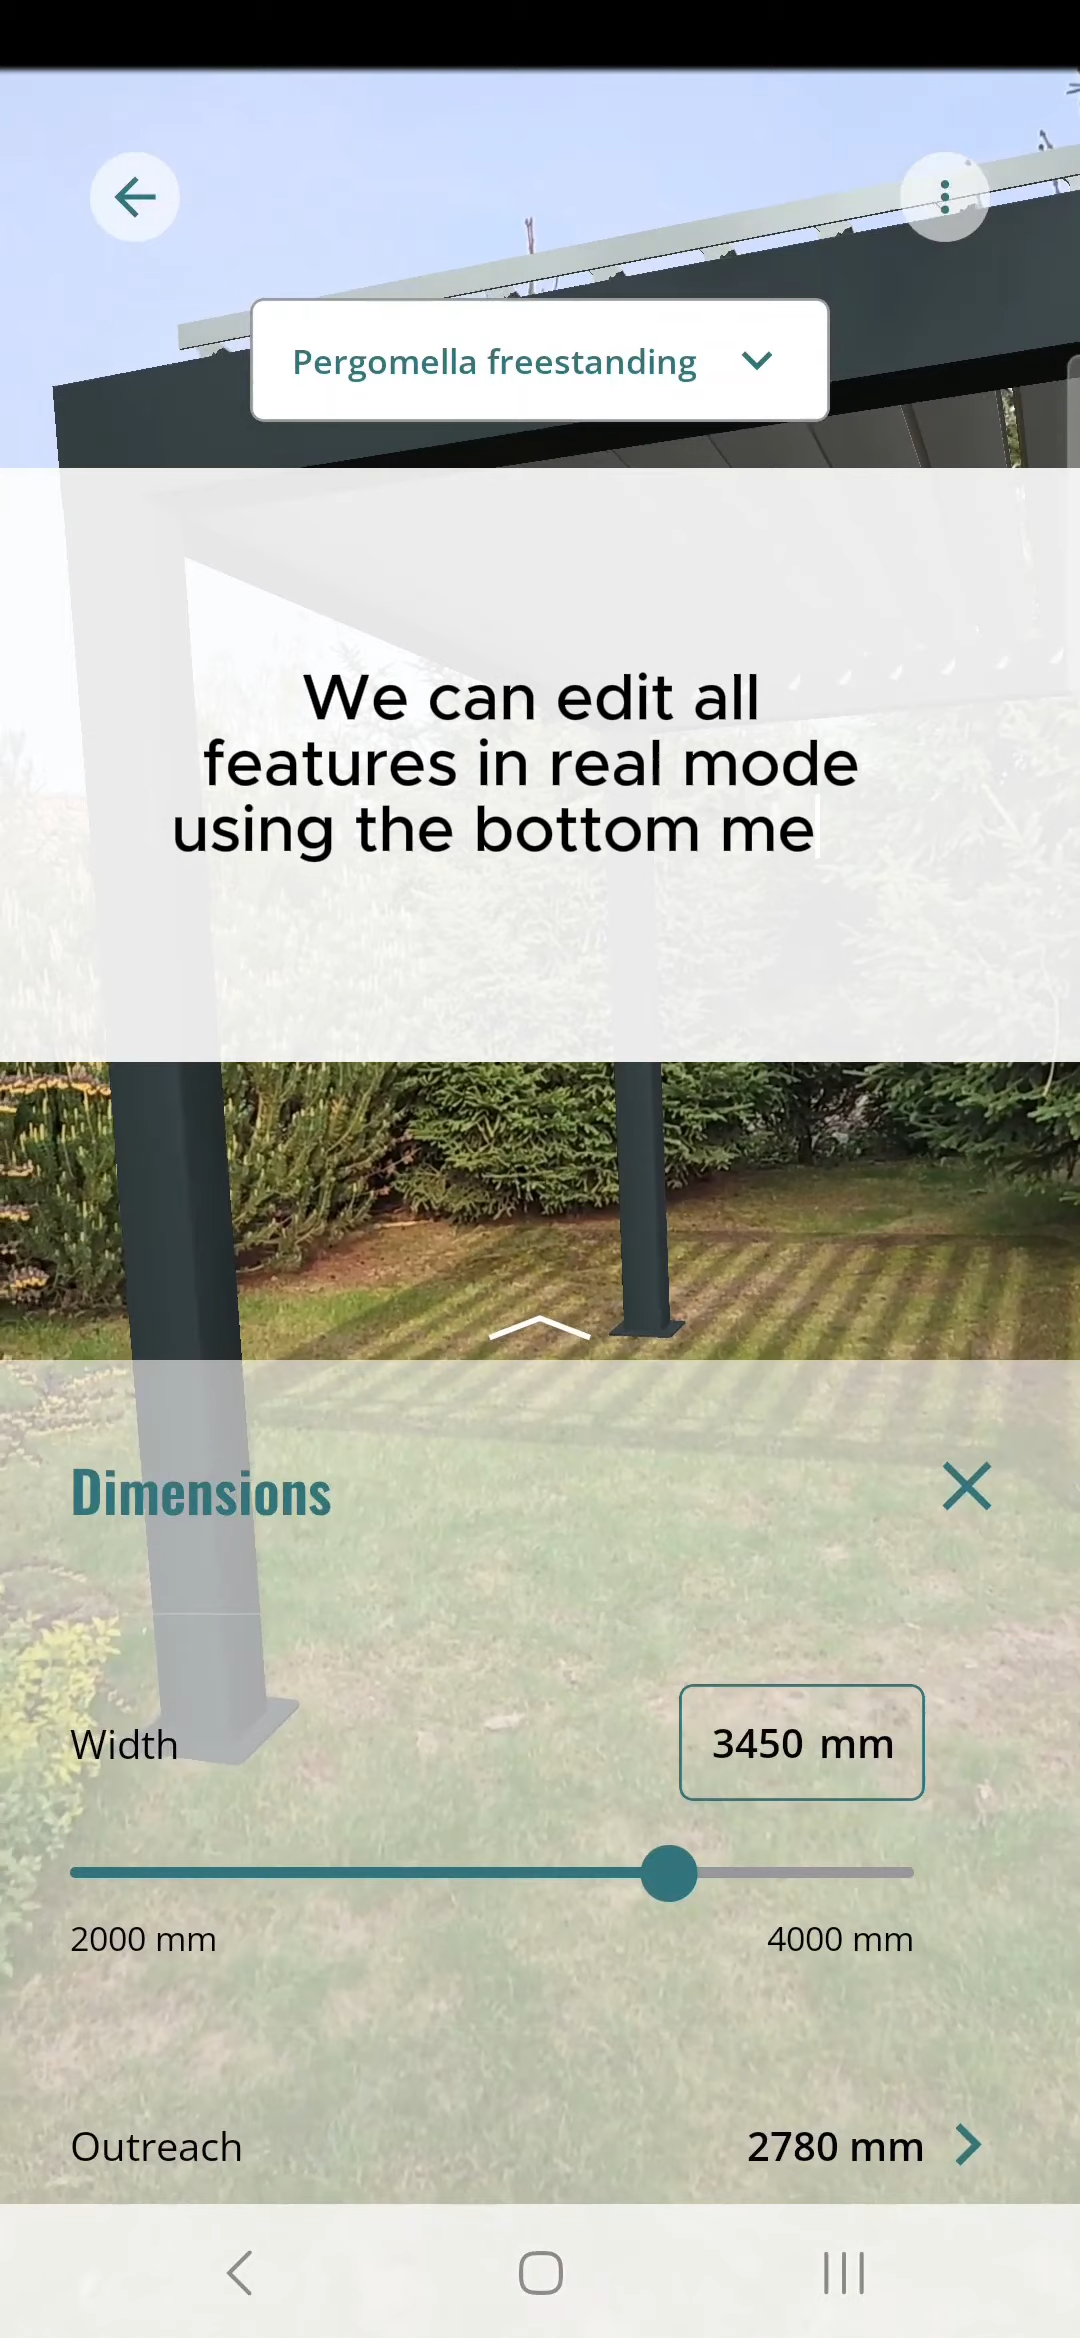 Pergomella freestanding
We can edit all
features in real mode
using the bottom me
Dimensions
Width
3450 mm
2000 mm
4000 mm
Outreach
2780 mm